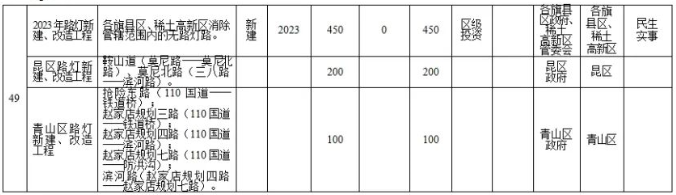 49
2023年路灯新建、改造工程
各旗县区、稀土高新区消除管辖范围内的无路灯路。
新建
2023
450
0
450
区级投资
各旗县区政府、稀土高新区管委会
各旗县区、稀土高新区
民生实事
昆区路灯新建、改造工程
鞍山道（莫尼路——莫尼北路）、莫尼北路（三八路——滨河路）。
200
200
昆区政府
昆区
青山区路灯新建、改造工程
抢险东路（110国道——铁道桥）；
赵家店规划三路（110国道——铁道桥）；
赵家店规划四路（110国道——滨河路）；
赵家店规划七路（110国道——防洪沟）；
滨河路（赵家店规划四路——赵家店规划七路）。
100
100
青山区政府
青山区